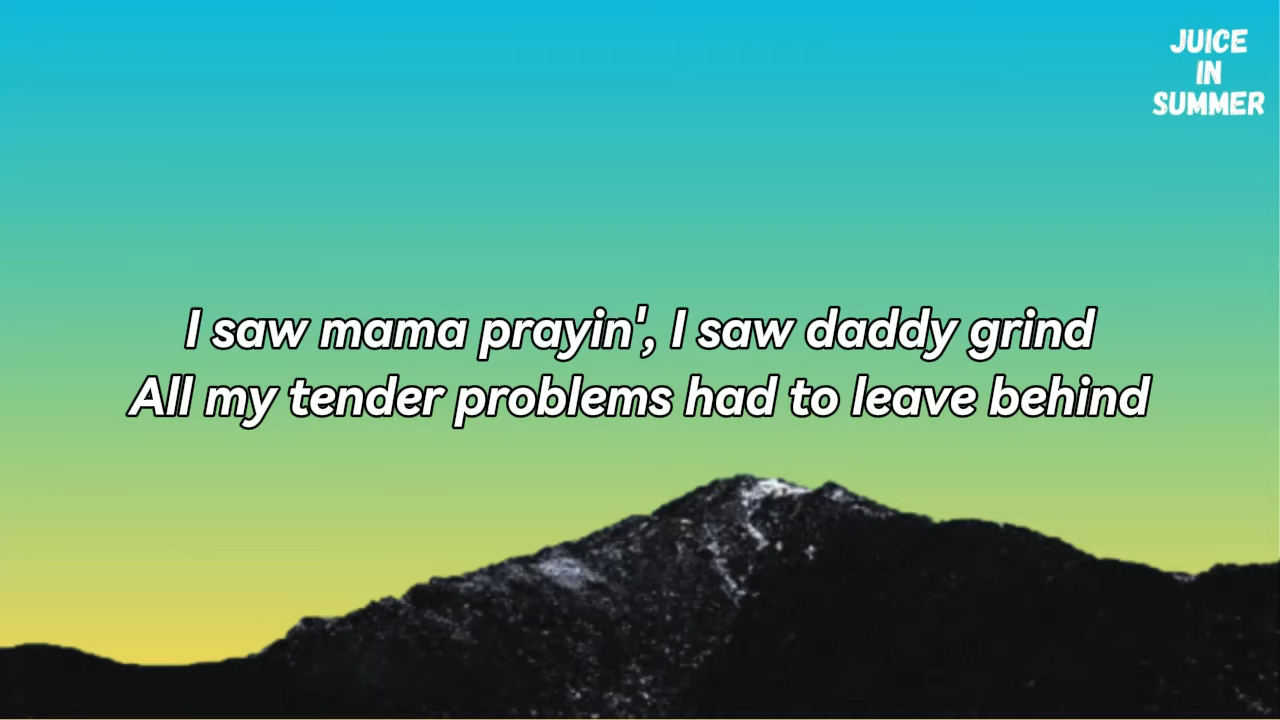 JUICE
IN
SUMMER
I saw mama prayin', I saw daddy grind
All my tender problems had to leave behind